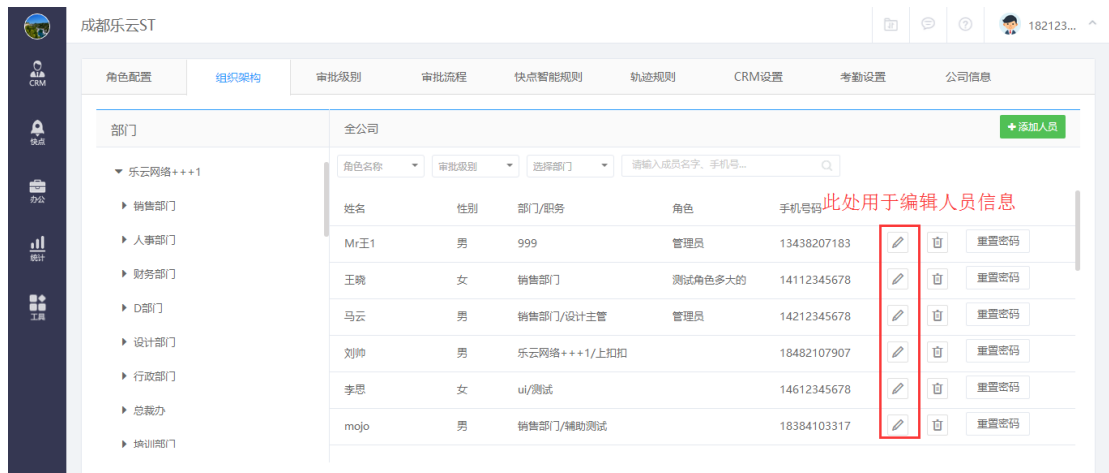 成都乐云ST
182123...
CRM
快点
办公
统计
工具
角色配置 组织架构 审批级别 审批流程 快点智能规则 轨迹规则 CRM设置 考勤设置 公司信息
部门
乐云网络+++1
销售部门
人事部门
财务部门
D部门
设计部门
行政部门
总裁办
培训部门
全公司 +添加人员
角色名称 审批级别 选择部门 请输入成员名字、手机号...
此处用于编辑人员信息
姓名 性别 部门/职务 角色 手机号码
Mr王1 男 999 管理员 13438207183 重置密码
王晓 女 销售部门 测试角色多大的 14112345678 重置密码
马云 男 销售部门/设计主管 管理员 14212345678 重置密码
刘帅 男 乐云网络+++1/上扣扣 18482107907 重置密码
李思 女 ui/测试 14612345678 重置密码
mojo 男 销售部门/辅助测试 18384103317 重置密码